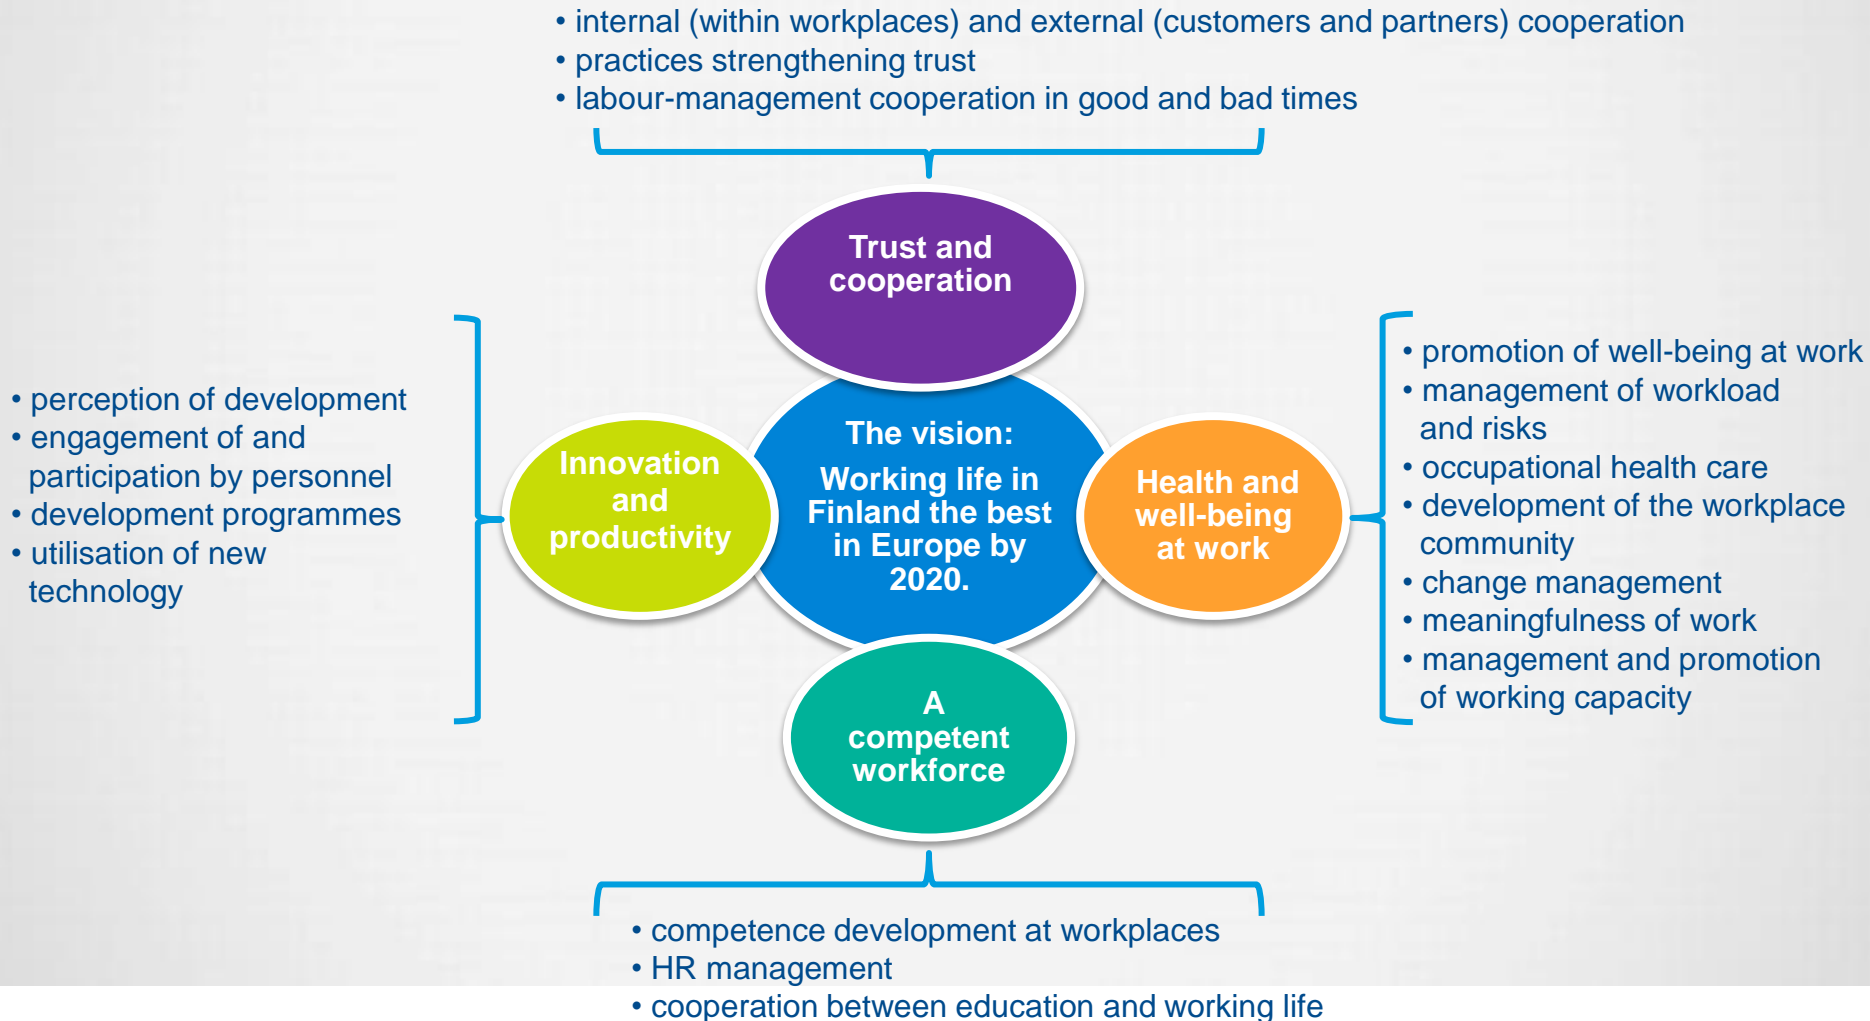 • internal (within workplaces) and external (customers and partners) cooperation
• practices strengthening trust
• labour-management cooperation in good and bad times
Trust and
cooperation
• perception of development
• engagement of and
participation by personnel
• development programmes
• utilisation of new
technology
Innovation
and
productivity
The vision:
Working life in
Finland the best
in Europe by
2020.
Health and
well-being
at work
• promotion of well-being at work
• management of workload
and risks
• occupational health care
• development of the workplace
community
• change management
• meaningfulness of work
• management and promotion
of working capacity
A
competent
workforce
• competence development at workplaces
• HR management
• cooperation between education and working life